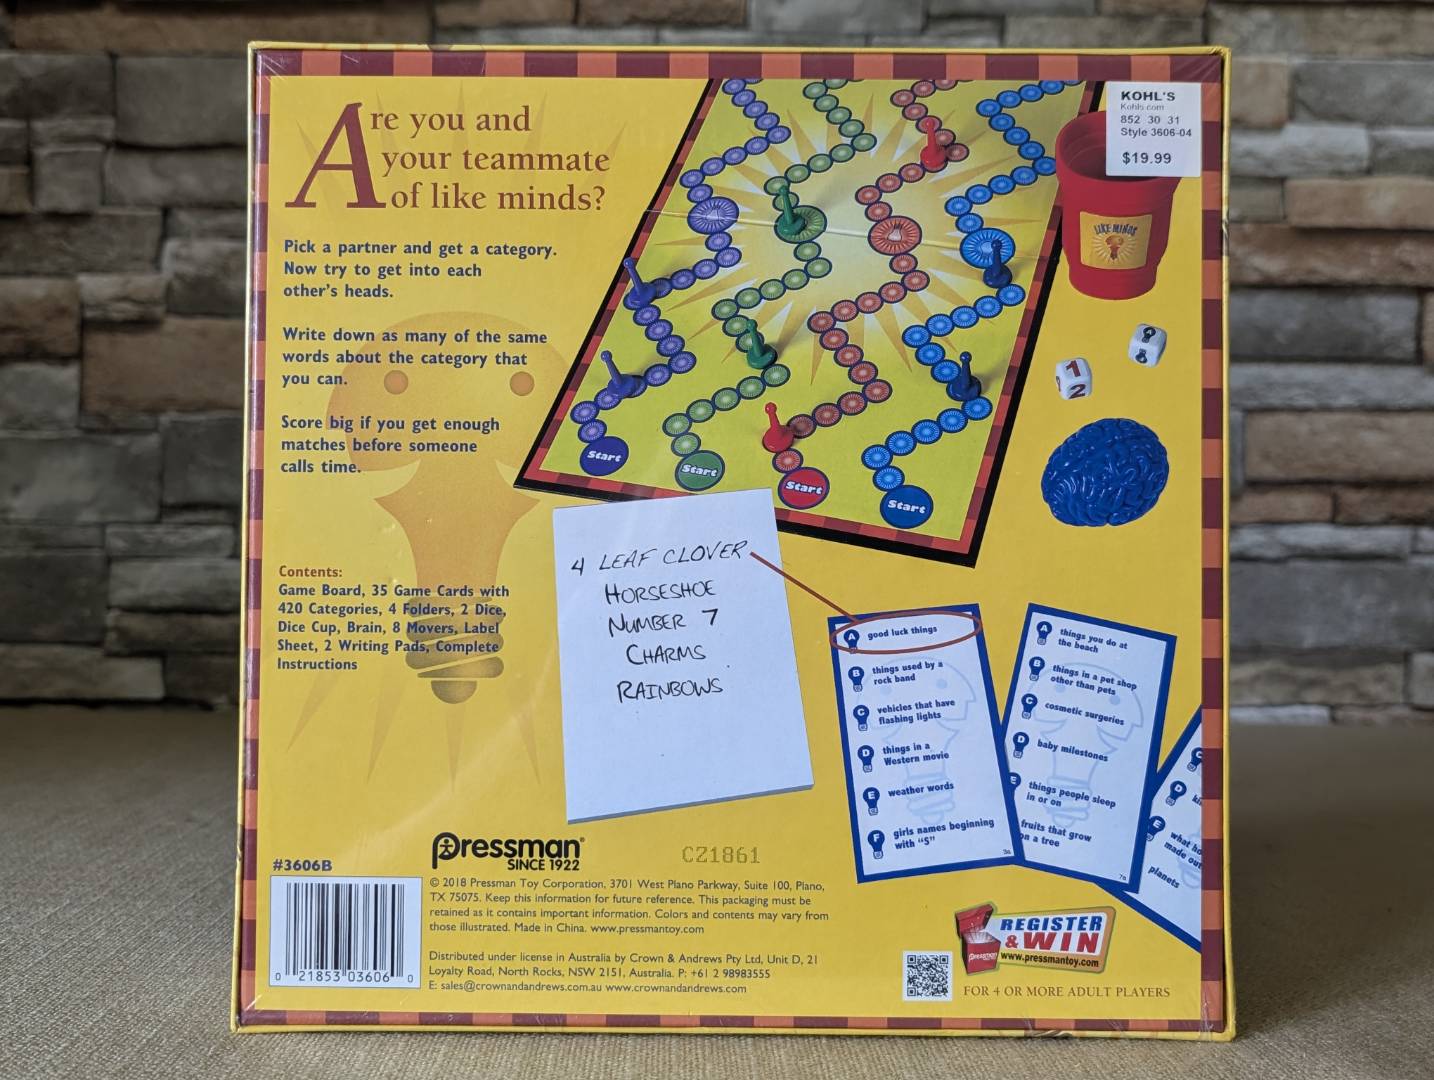 Are you and
your teammate
of like minds?
Pick a partner and get a category.
Now try to get into each
other's heads.
Write down as many of the same
words about the category that
you can.
Score big if you get enough
matches before someone
calls time.
Contents:
Game Board, 35 Game Cards with
420 Categories, 4 Folders, 2 Dice,
Dice Cup, Brain, 8 Movers, Label
Sheet, 2 Writing Pads, Complete
Instructions
KOHL'S
Kohls.com
852 30 31
Style 3606-04
$19.99
LIKE MINDS
1
2
Start
Start
Start
Start
4 LEAF CLOVER
HORSESHOE
NUMBER 7
CHARMS
RAINBOWS
A good luck things
B things used by a
rock band
C vehicles that have
flashing lights
D things in a
Western movie
E weather words
F girls names beginning
with "S"
36
A things you do at
the beach
B things in a pet shop
other than pets
C cosmetic surgeries
D baby milestones
E things people sleep
in or on
fruits that grow
on a tree
C
D
E what
made
planets
Pressman®
SINCE 1922
CZ1861
#3606B
0 21853 03606 0
© 2018 Pressman Toy Corporation, 3701 West Plano Parkway, Suite 100, Plano,
TX 75075. Keep this information for future reference. This packaging must be
retained as it contains important information. Colors and contents may vary from
those illustrated. Made in China. www.pressmantoy.com
Distributed under license in Australia by Crown & Andrews Pty Ltd, Unit D, 21
Loyalty Road, North Rocks, NSW 2151, Australia. P: +61 2 98983555
E: sales@crownandandrews.com.au www.crownandandrews.com
Pressman
REGISTER
& WIN
www.pressmantoy.com
FOR 4 OR MORE ADULT PLAYERS